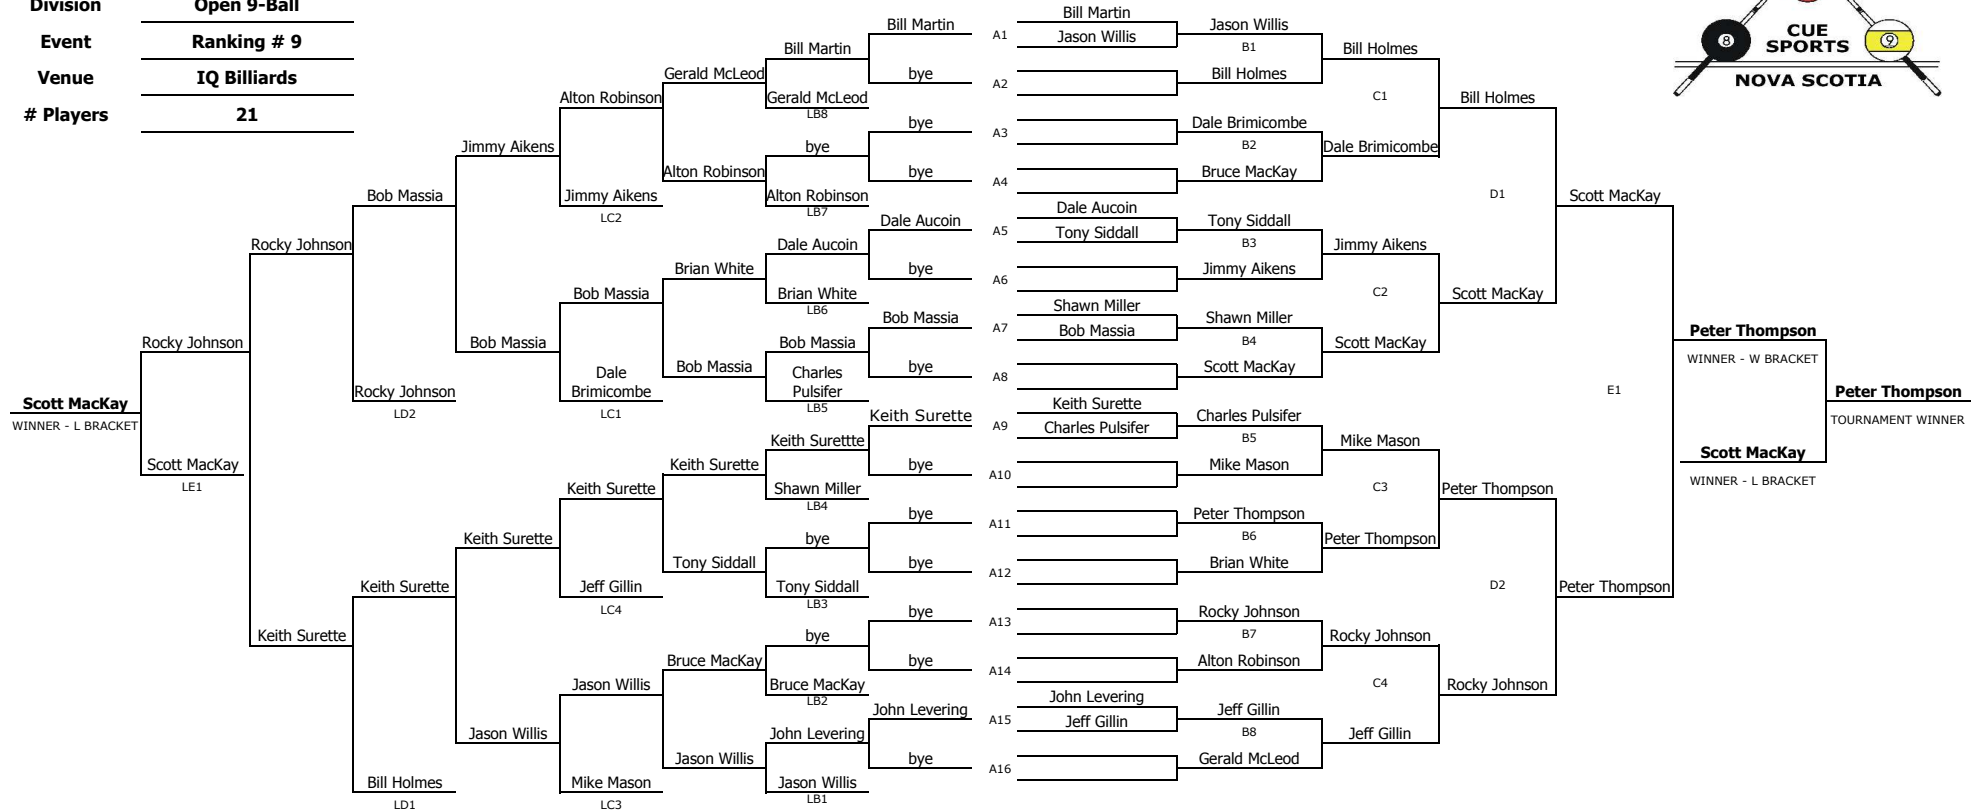 Division Open 9-Ball
Event Ranking # 9
Venue IQ Billiards
# Players 21
8
9
CUE
SPORTS
NOVA SCOTIA
Bill Martin
Bill Martin
Jason Willis
Bill Martin
A1
Jason Willis
B1
Bill Holmes
Gerald McLeod
bye
A2
Bill Holmes
Alton Robinson
Gerald McLeod
LB8
C1
Bill Holmes
bye
A3
Dale Brimicombe
Jimmy Aikens
bye
B2
Dale Brimicombe
Alton Robinson
bye
A4
Bruce MacKay
Bob Massia
Jimmy Aikens
LC2
Alton Robinson
LB7
D1
Scott MacKay
Dale Aucoin
Dale Aucoin
A5
Tony Siddall
Tony Siddall
Rocky Johnson
Dale Aucoin
B3
Jimmy Aikens
Brian White
bye
A6
Jimmy Aikens
Bob Massia
Brian White
LB6
C2
Scott MacKay
Bob Massia
Shawn Miller
A7
Bob Massia
Shawn Miller
Rocky Johnson
Bob Massia
Bob Massia
B4
Scott MacKay
Peter Thompson
WINNER - W BRACKET
Bob Massia
bye
A8
Scott MacKay
Dale
Brimicombe
LC1
Charles
Pulsifer
LB5
Rocky Johnson
LD2
E1
Peter Thompson
TOURNAMENT WINNER
Scott MacKay
WINNER - L BRACKET
Keith Surette
Keith Surette
A9
Charles Pulsifer
Charles Pulsifer
Keith Surettte
B5
Mike Mason
Scott MacKay
LE1
Keith Surette
bye
A10
Mike Mason
Scott MacKay
WINNER - L BRACKET
Keith Surette
Shawn Miller
LB4
C3
Peter Thompson
bye
A11
Peter Thompson
Keith Surette
bye
B6
Peter Thompson
Tony Siddall
bye
A12
Brian White
Keith Surette
Jeff Gillin
LC4
Tony Siddall
LB3
D2
Peter Thompson
bye
A13
Rocky Johnson
Keith Surette
bye
B7
Rocky Johnson
Bruce MacKay
bye
A14
Alton Robinson
Jason Willis
Bruce MacKay
LB2
C4
Rocky Johnson
John Levering
John Levering
A15
Jeff Gillin
Jeff Gillin
Jason Willis
John Levering
B8
Jeff Gillin
Jason Willis
bye
A16
Gerald McLeod
Bill Holmes
LD1
Mike Mason
LC3
Jason Willis
LB1